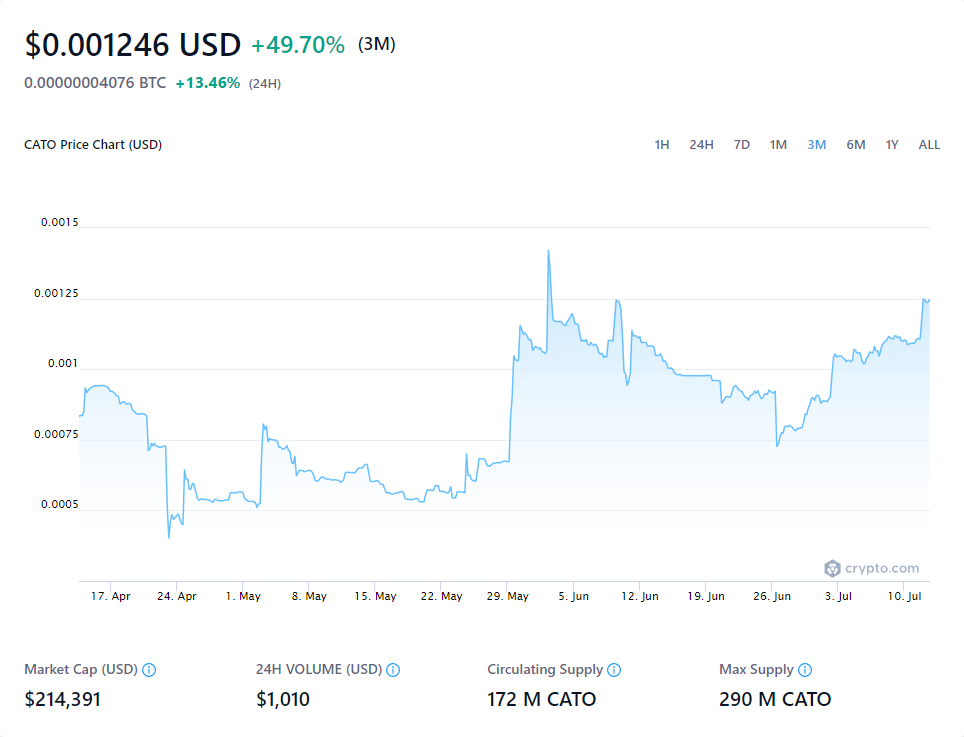 $0.001246 USD +49.70% (3M)
0.00000004076 BTC +13.46% (24H)
CATO Price Chart (USD)
1H 24H 7D 1M 3M 6M 1Y ALL
0.0015
0.00125
0.001
0.00075
0.0005
crypto.com
17. Apr 24. Apr 1. May 8. May 15. May 22. May 29. May 5. Jun 12. Jun 19. Jun 26. Jun 3. Jul 10. Jul
Market Cap (USD) 24H VOLUME (USD) Circulating Supply Max Supply
$214,391 $1,010 172 M CATO 290 M CATO